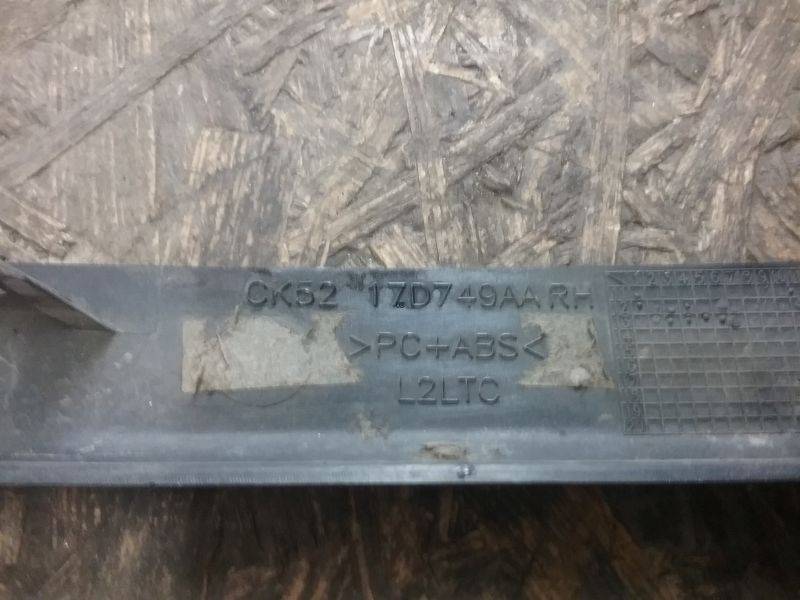 CK52 17D749AA RH
>PC+ABS<
L2LTC